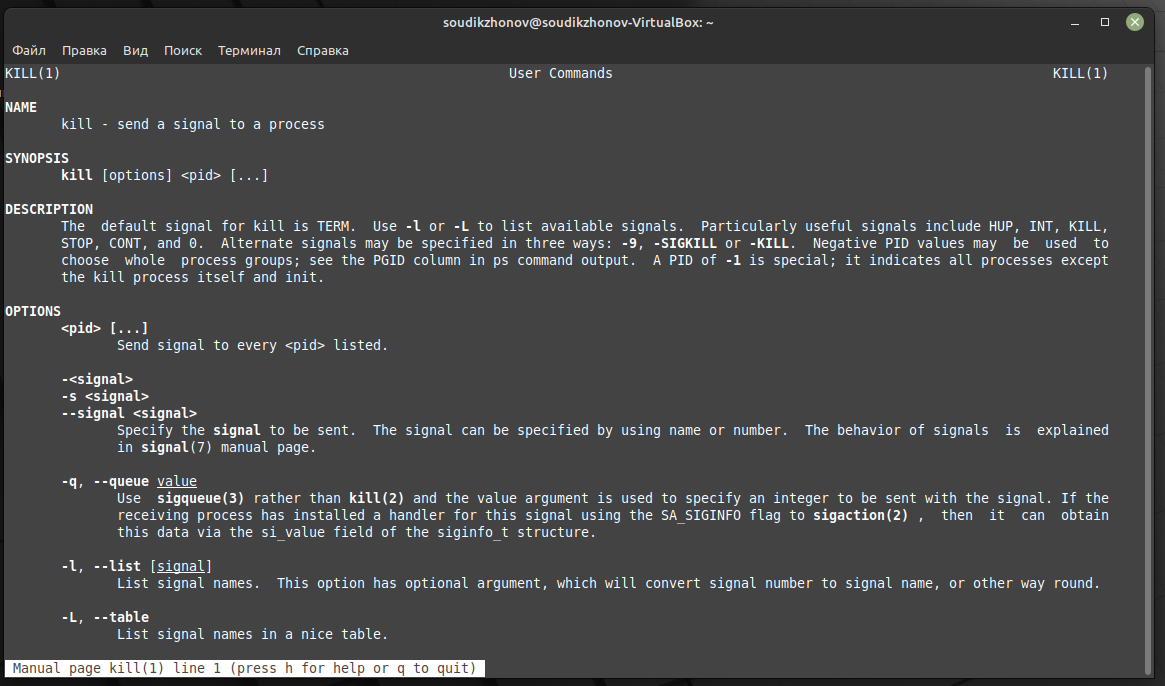 soudikzhonov@soudikzhonov-VirtualBox: ~
Файл Правка Вид Поиск Терминал Справка
KILL(1) User Commands KILL(1)
NAME
kill - send a signal to a process
SYNOPSIS
kill [options] <pid> [...]
DESCRIPTION
The default signal for kill is TERM. Use -l or -L to list available signals. Particularly useful signals include HUP, INT, KILL,
STOP, CONT, and 0. Alternate signals may be specified in three ways: -9, -SIGKILL or -KILL. Negative PID values may be used to
choose whole process groups; see the PGID column in ps command output. A PID of -1 is special; it indicates all processes except
the kill process itself and init.
OPTIONS
<pid> [...]
Send signal to every <pid> listed.
-<signal>
-s <signal>
--signal <signal>
Specify the signal to be sent. The signal can be specified by using name or number. The behavior of signals is explained
in signal(7) manual page.
-q, --queue value
Use sigqueue(3) rather than kill(2) and the value argument is used to specify an integer to be sent with the signal. If the
receiving process has installed a handler for this signal using the SA_SIGINFO flag to sigaction(2) , then it can obtain
this data via the si_value field of the siginfo_t structure.
-l, --list [signal]
List signal names. This option has optional argument, which will convert signal number to signal name, or other way round.
-L, --table
List signal names in a nice table.
Manual page kill(1) line 1 (press h for help or q to quit)